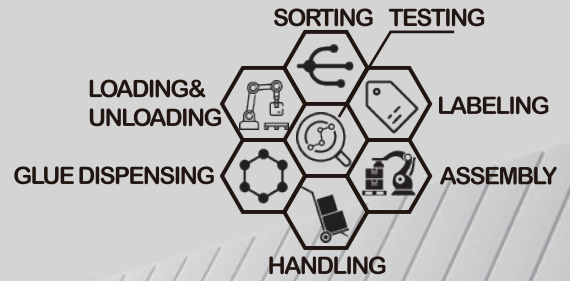 SORTING
TESTING
LOADING&
UNLOADING
LABELING
GLUE DISPENSING
ASSEMBLY
HANDLING